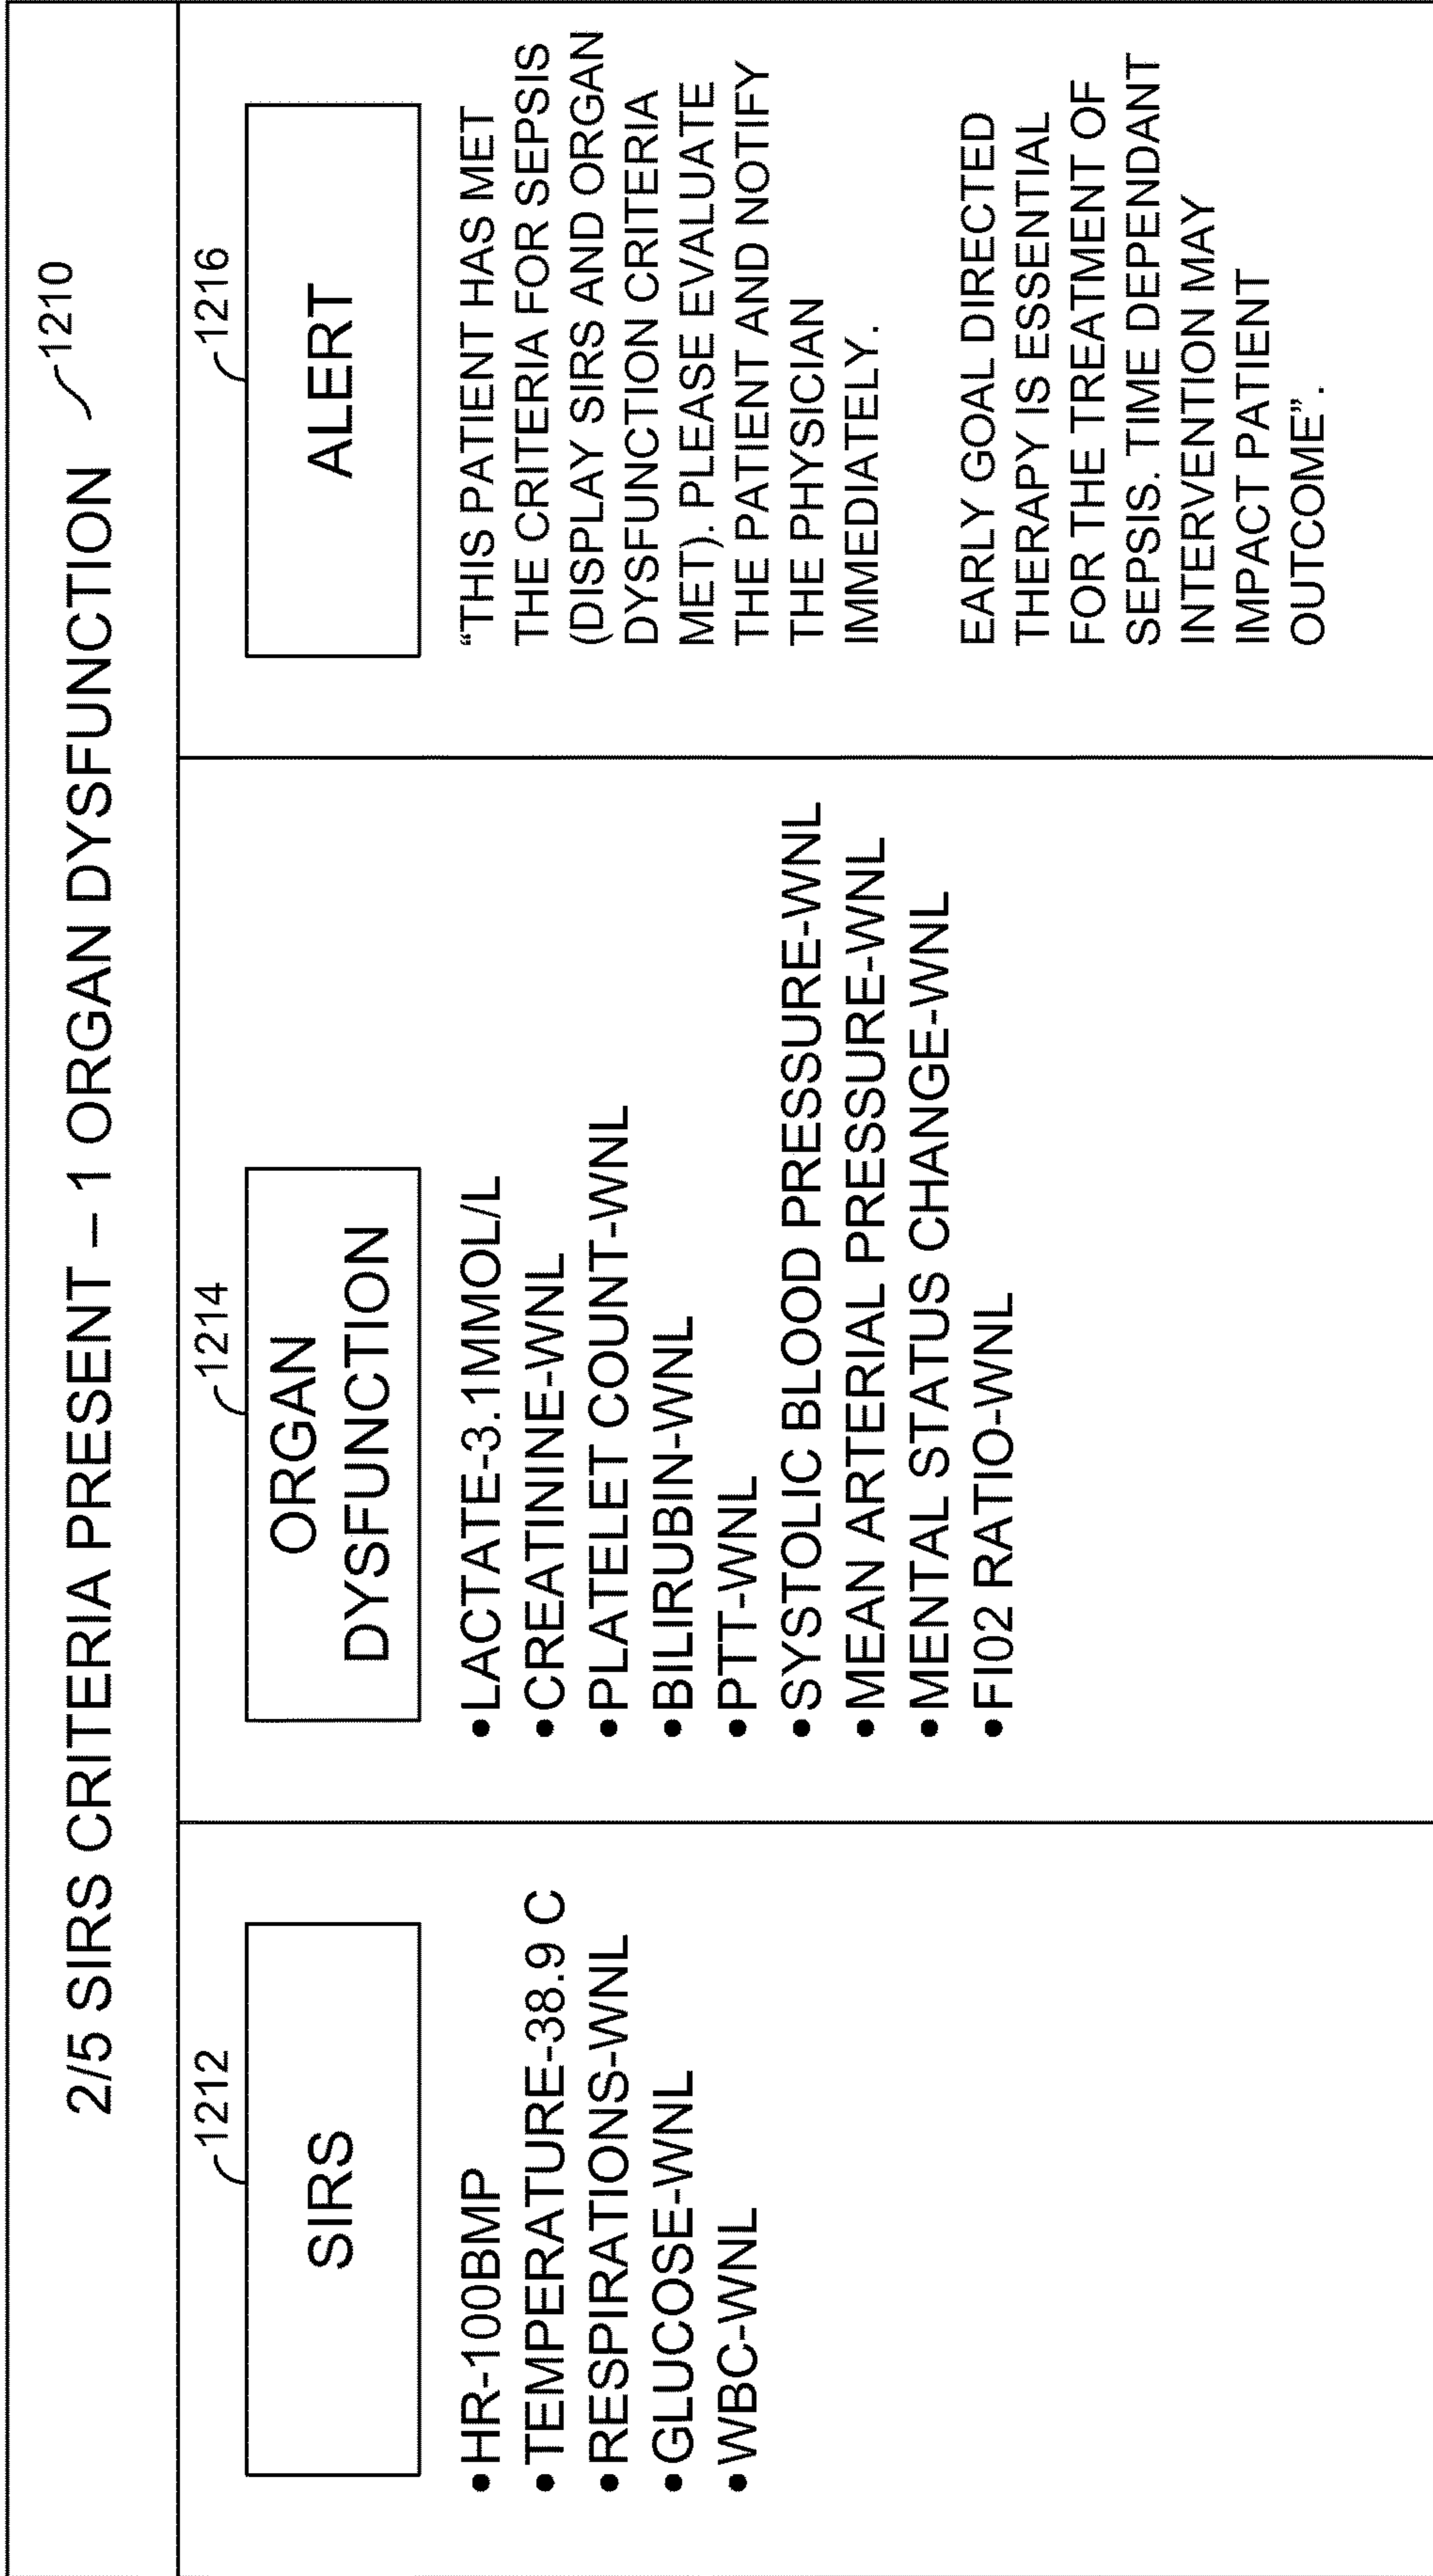 2/5 SIRS CRITERIA PRESENT – 1 ORGAN DYSFUNCTION
1210
1212
SIRS
• HR-100BMP
• TEMPERATURE-38.9 C
• RESPIRATIONS-WNL
• GLUCOSE-WNL
• WBC-WNL
1214
ORGAN
DYSFUNCTION
• LACTATE-3.1MMOL/L
• CREATININE-WNL
• PLATELET COUNT-WNL
• BILIRUBIN-WNL
• PTT-WNL
• SYSTOLIC BLOOD PRESSURE-WNL
• MEAN ARTERIAL PRESSURE-WNL
• MENTAL STATUS CHANGE-WNL
• FI02 RATIO-WNL
1216
ALERT
“THIS PATIENT HAS MET
THE CRITERIA FOR SEPSIS
(DISPLAY SIRS AND ORGAN
DYSFUNCTION CRITERIA
MET). PLEASE EVALUATE
THE PATIENT AND NOTIFY
THE PHYSICIAN
IMMEDIATELY.
EARLY GOAL DIRECTED
THERAPY IS ESSENTIAL
FOR THE TREATMENT OF
SEPSIS. TIME DEPENDANT
INTERVENTION MAY
IMPACT PATIENT
OUTCOME”.